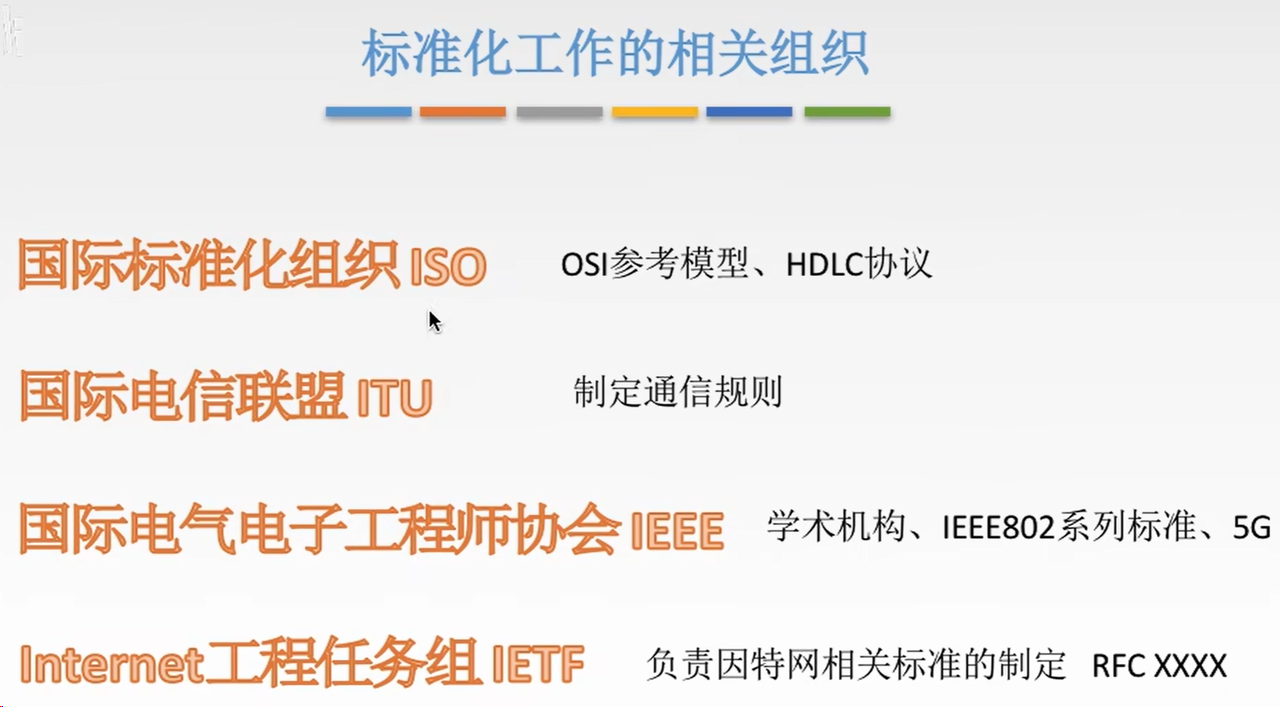 标准化工作的相关组织
国际标准化组织 ISO OSI参考模型、HDLC协议
国际电信联盟 ITU 制定通信规则
国际电气电子工程师协会 IEEE 学术机构、IEEE802系列标准、5G
Internet工程任务组 IETF 负责因特网相关标准的制定 RFC XXXX